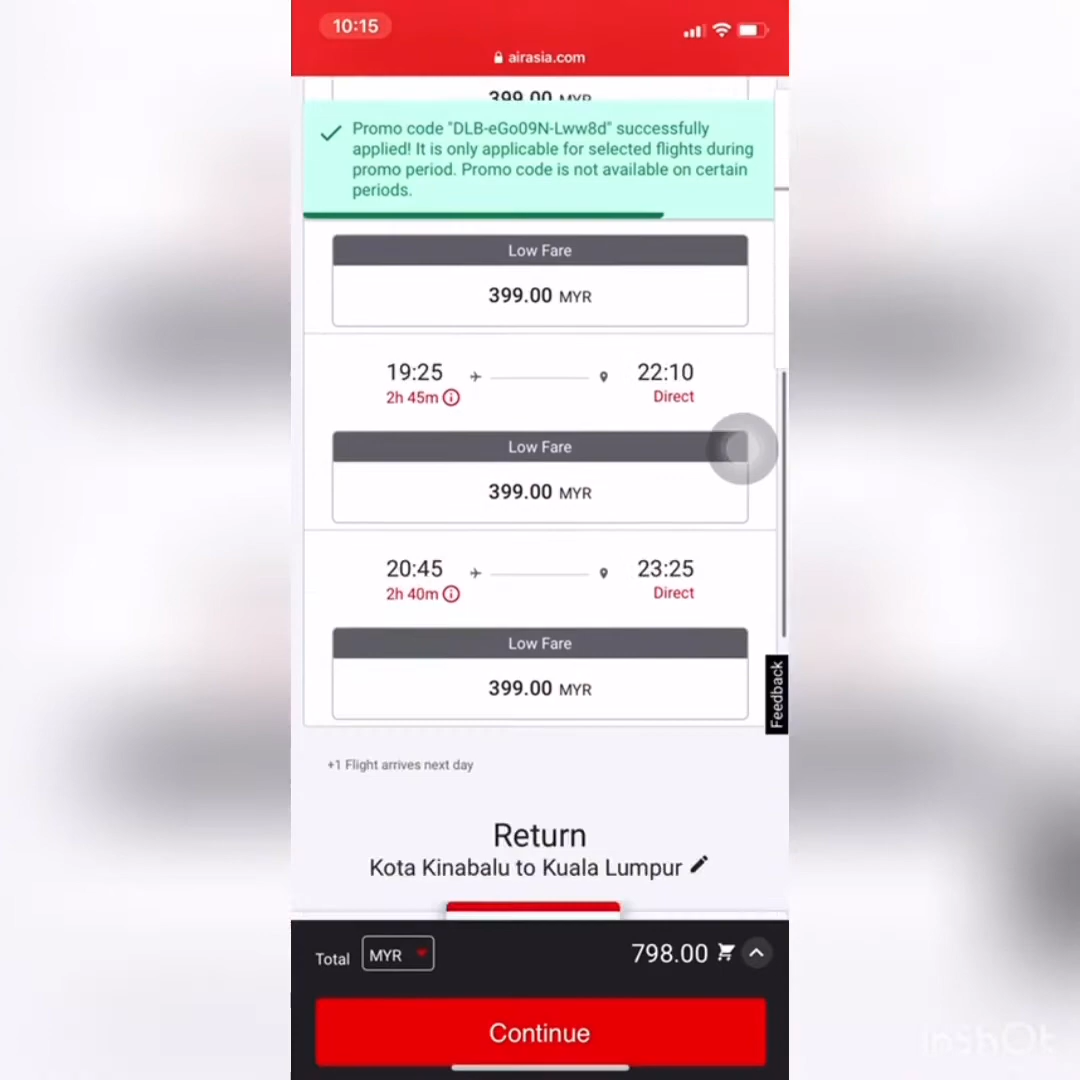 10:15
airasia.com
399.00 MYR
Promo code "DLB-eGo09N-Lww8d" successfully
applied! It is only applicable for selected flights during
promo period. Promo code is not available on certain
periods.
Low Fare
399.00 MYR
19:25 22:10
2h 45m Direct
Low Fare
399.00 MYR
20:45 23:25
2h 40m Direct
Low Fare
399.00 MYR
Feedback
+1 Flight arrives next day
Return
Kota Kinabalu to Kuala Lumpur
Total MYR 798.00
Continue
InShOt